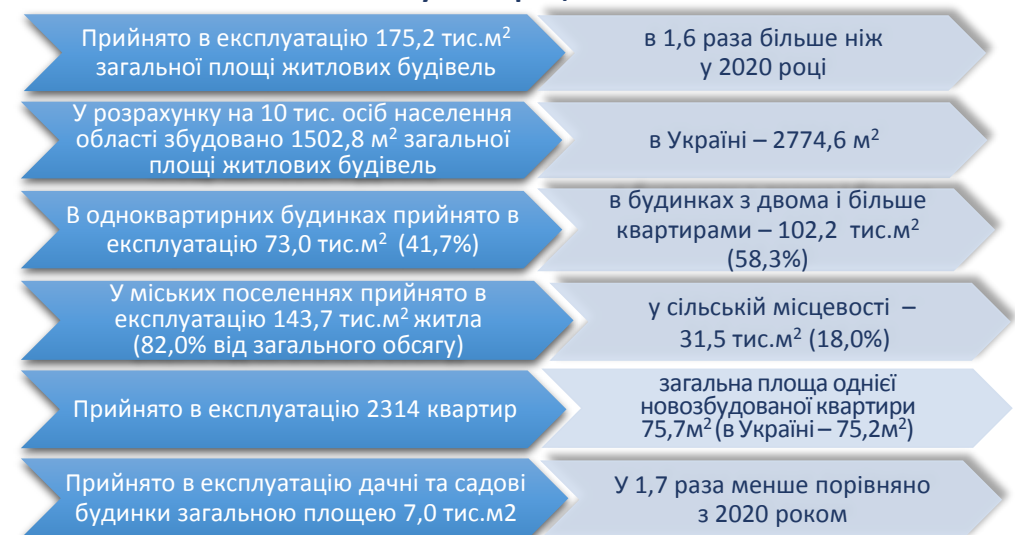 Прийнято в експлуатацію 175,2 тис.м²
загальної площі житлових будівель
в 1,6 раза більше ніж
у 2020 році
У розрахунку на 10 тис. осіб населення
області збудовано 1502,8 м² загальної
площі житлових будівель
в Україні – 2774,6 м²
В одноквартирних будинках прийнято в
експлуатацію 73,0 тис.м² (41,7%)
в будинках з двома і більше
квартирами – 102,2 тис.м²
(58,3%)
У міських поселеннях прийнято в
експлуатацію 143,7 тис.м² житла
(82,0% від загального обсягу)
у сільській місцевості –
31,5 тис.м² (18,0%)
Прийнято в експлуатацію 2314 квартир
загальна площа однієї
новозбудованої квартири
75,7м² (в Україні – 75,2м²)
Прийнято в експлуатацію дачні та садові
будинки загальною площею 7,0 тис.м2
У 1,7 раза менше порівняно
з 2020 роком